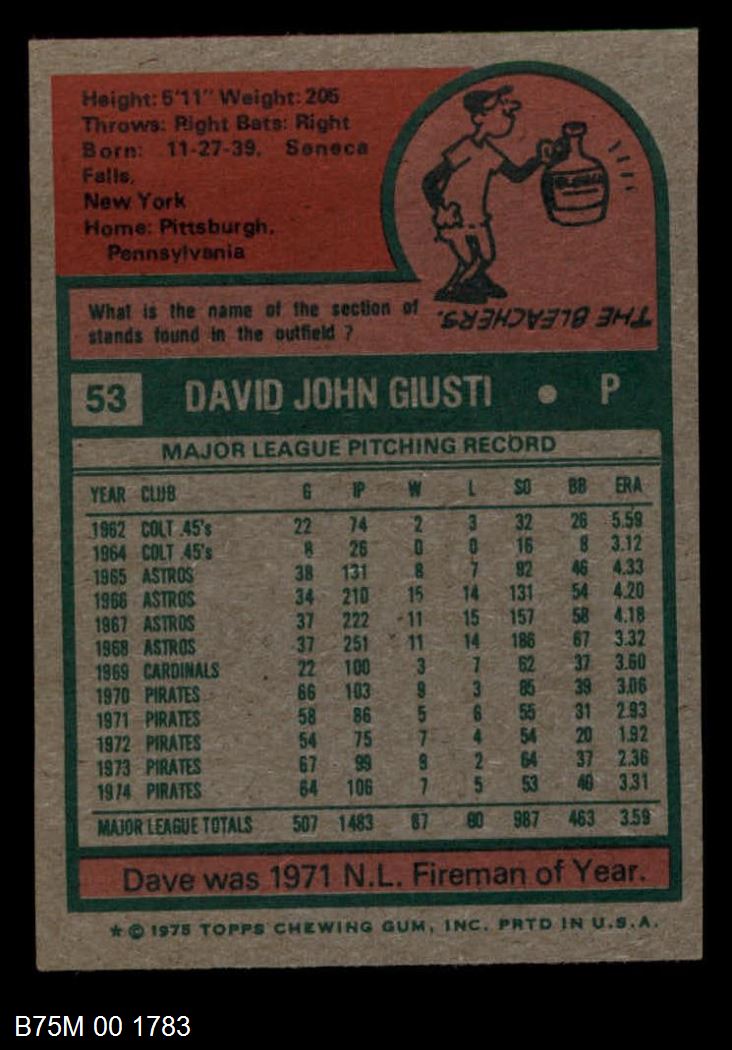 Height: 5'11" Weight: 205
Throws: Right Bats: Right
Born: 11-27-39, Seneca
Falls,
New York
Home: Pittsburgh,
Pennsylvania
What is the name of the section of
stands found in the outfield ?
THE BLEACHERS.
53 DAVID JOHN GIUSTI • P
MAJOR LEAGUE PITCHING RECORD
YEAR CLUB G IP W L SO BB ERA
1962 COLT .45's 22 74 2 3 32 26 5.59
1964 COLT .45's 8 26 0 0 16 8 3.12
1965 ASTROS 38 131 8 7 92 46 4.33
1966 ASTROS 34 210 15 14 131 54 4.20
1967 ASTROS 37 222 11 15 157 58 4.18
1968 ASTROS 37 251 11 14 186 67 3.32
1969 CARDINALS 22 100 3 7 62 37 3.60
1970 PIRATES 66 103 9 3 85 39 3.06
1971 PIRATES 58 86 5 6 55 31 2.93
1972 PIRATES 54 75 7 4 54 20 1.92
1973 PIRATES 67 99 9 2 64 37 2.36
1974 PIRATES 64 106 7 5 53 40 3.31
MAJOR LEAGUE TOTALS 507 1483 87 80 987 463 3.59
Dave was 1971 N.L. Fireman of Year.
* © 1975 TOPPS CHEWING GUM, INC. PRTD IN U.S.A.
B75M 00 1783